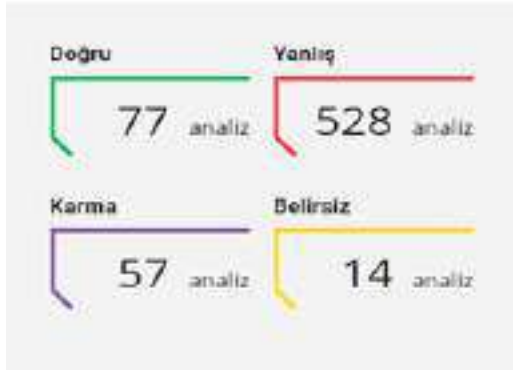 Doğru Yanlış
77 analiz 528 analiz
Karma Belirsiz
57 analiz 14 analiz